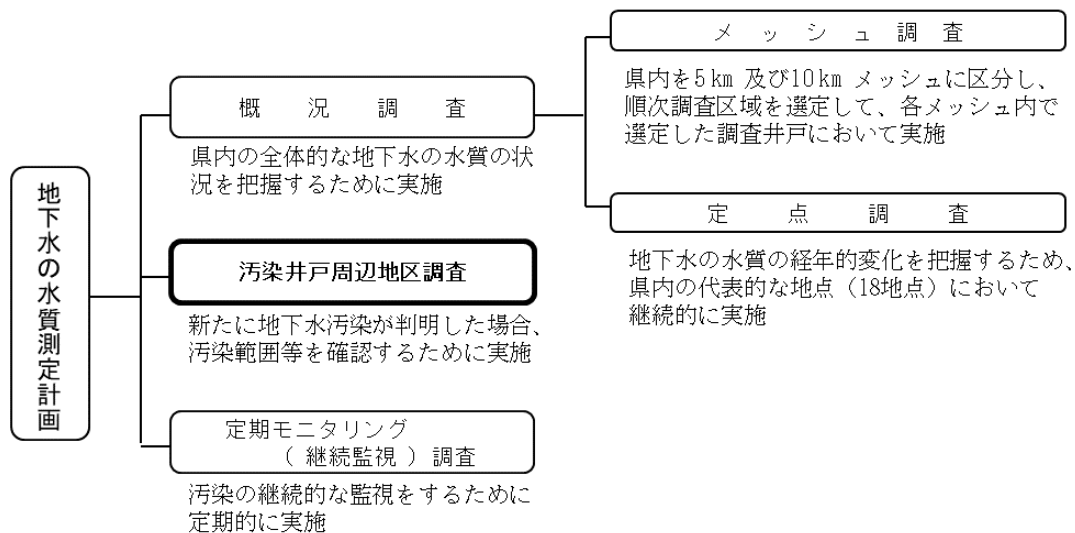 地下水の水質測定計画
概況調査
県内の全体的な地下水の水質の状
況を把握するために実施
メッシュ調査
県内を5km 及び10km メッシュに区分し、
順次調査区域を選定して、各メッシュ内で
選定した調査井戸において実施
定点調査
地下水の水質の経年的変化を把握するため、
県内の代表的な地点（18地点）において
継続的に実施
汚染井戸周辺地区調査
新たに地下水汚染が判明した場合、
汚染範囲等を確認するために実施
定期モニタリング
（ 継続監視 ）調査
汚染の継続的な監視をするために
定期的に実施